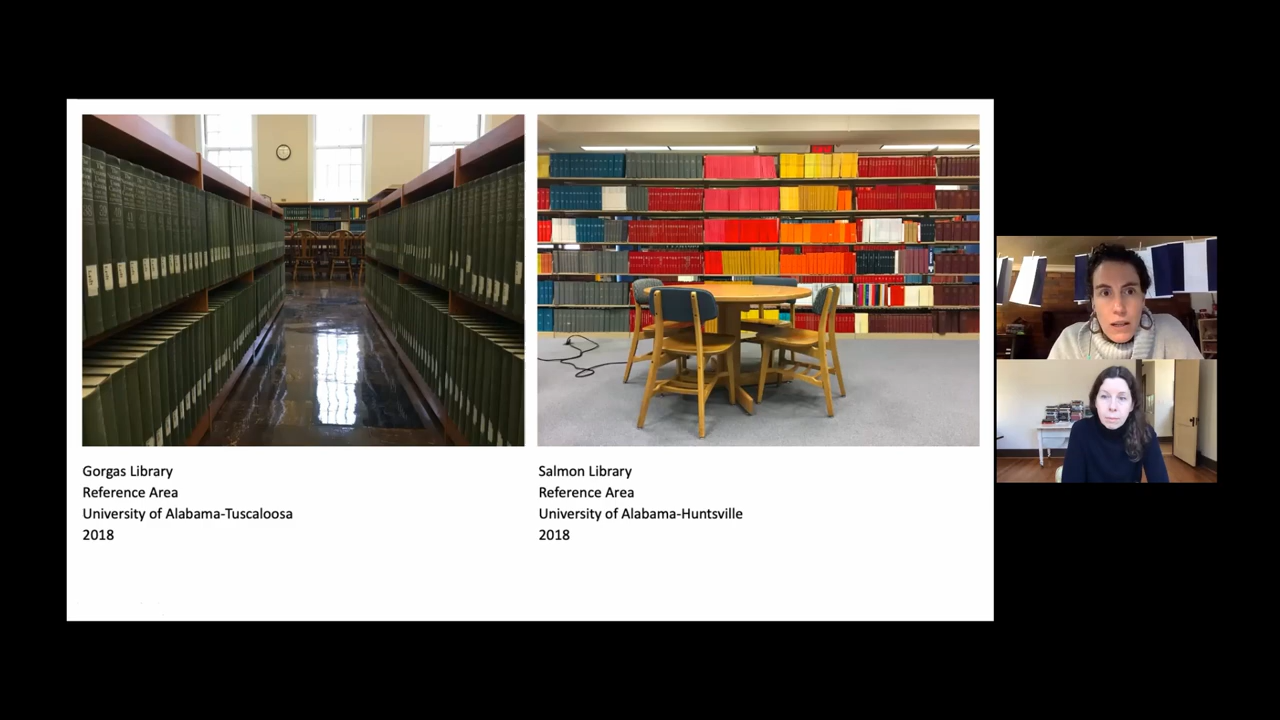 Gorgas Library
Reference Area
University of Alabama-Tuscaloosa
2018
Salmon Library
Reference Area
University of Alabama-Huntsville
2018